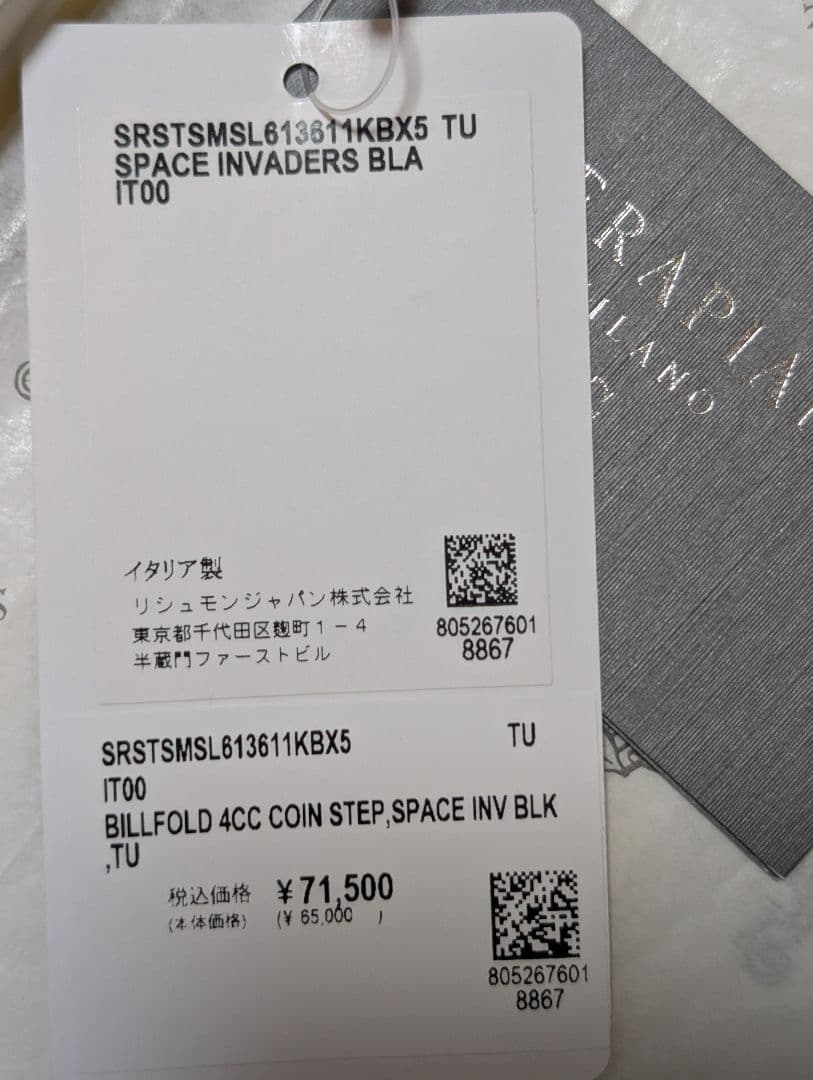 SRSTSMSL613611KBX5 TU
SPACE INVADERS BLA
IT00
イタリア製
リシュモンジャパン株式会社
東京都千代田区麹町1-4
半蔵門ファーストビル
805267601
8867
SRSTSMSL613611KBX5 TU
IT00
BILLFOLD 4CC COIN STEP,SPACE INV BLK
,TU
税込価格 ¥71,500
(本体価格) (¥ 65,000 )
805267601
8867
ERAPIA
MILANO